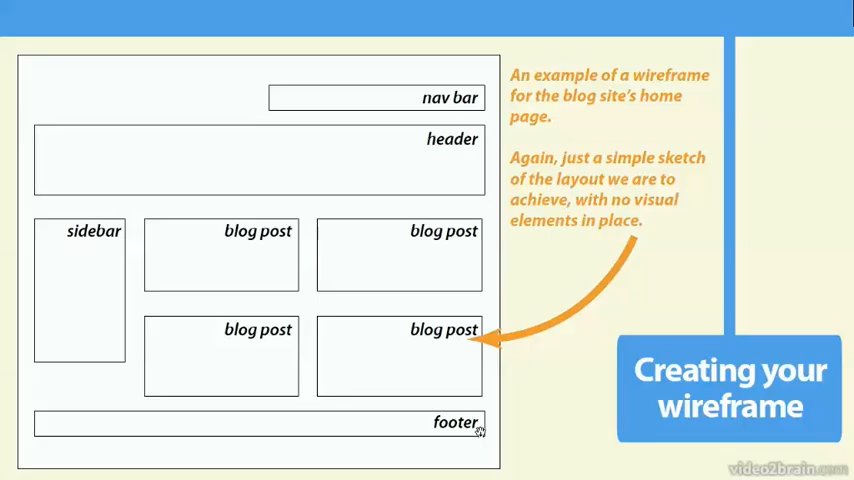 nav bar
header
sidebar
blog post
blog post
blog post
blog post
footer
An example of a wireframe
for the blog site's home
page.
Again, just a simple sketch
of the layout we are to
achieve, with no visual
elements in place.
Creating your
wireframe
video2brain.com